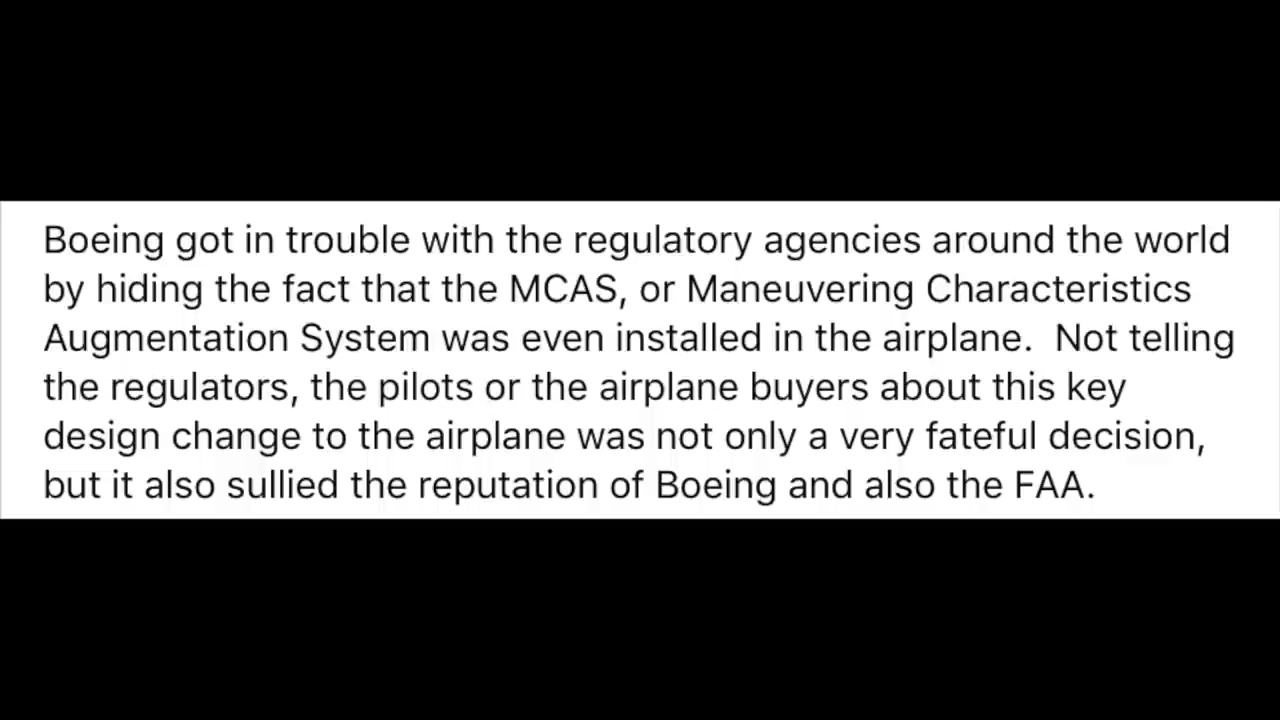 Boeing got in trouble with the regulatory agencies around the world
by hiding the fact that the MCAS, or Maneuvering Characteristics
Augmentation System was even installed in the airplane.  Not telling
the regulators, the pilots or the airplane buyers about this key
design change to the airplane was not only a very fateful decision,
but it also sullied the reputation of Boeing and also the FAA.